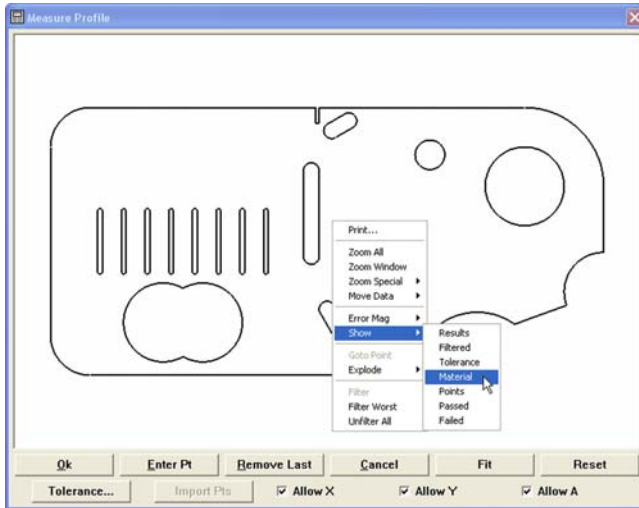 Measure Profile
Print...
Zoom All
Zoom Window
Zoom Special
Move Data
Error Mag
Show
Goto Point
Explode
Filter
Filter Worst
Unfilter All
Results
Filtered
Tolerance
Material
Points
Passed
Failed
Ok Enter Pt Remove Last Cancel Fit Reset
Tolerance... Import Pts Allow X Allow Y Allow A